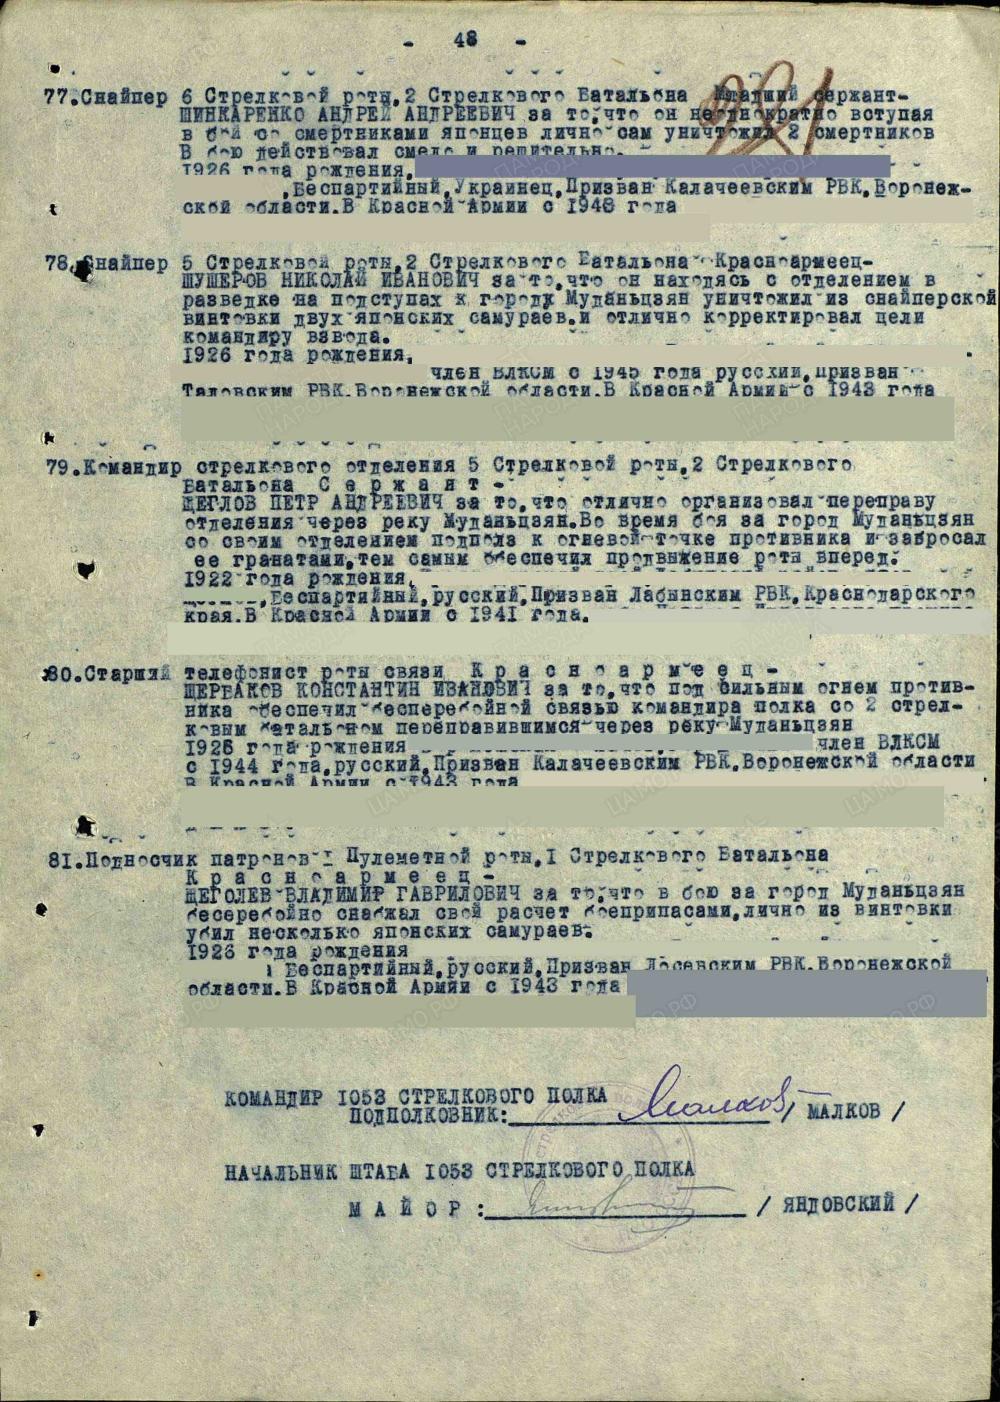 - 48 -
77.Снайпер 6 Стрелковой роты,2 Стрелкового Батальона Младший сержант-
ШИНКАРЕНКО АНДРЕЙ АНДРЕЕВИЧ за то,что он неоднократно вступая
в бой со смертниками японцев лично сам уничтожил 2 смертников
В бою действовал смело и решительно.
1926 года рождения,
,Беспартийный,Украинец,Призван Калачеевским РВК,Воронеж-
ской области.В Красной Армии с 1943 года
78.Снайпер 5 Стрелковой роты,2 Стрелкового Батальона Красноармеец-
ШУШЕРОВ НИКОЛАЙ ИВАНОВИЧ за то,что он находясь с отделением в
разведке на подступах к городу Муданьцзян уничтожил из снайперской
винтовки двух японских самураев.и отлично корректировал цели
командиру взвода.
1926 года рождения,
член ВЛКСМ с 1945 года русский,призван
Таловским РВК.Воронежской области.В Красной Армии с 1943 года
79.Командир стрелкового отделения 5 Стрелковой роты,2 Стрелкового
Батальона Сержант-
ЩЕГЛОВ ПЕТР АНДРЕЕВИЧ за то,что отлично организовал переправу
отделения через реку Муданьцзян.Во время боя за город Муданьцзян
со своим отделением подполз к огневой точке противника и забросал
ее гранатами,тем самым обеспечил продвижение роты вперед.
1922 года рождения,
,Беспартийный,русский,Призван Лабынским РВК,Краснодарского
края.В Красной Армии с 1941 года.
80.Старший телефонист роты связи Красноармеец-
ЩЕРБАКОВ КОНСТАНТИН ИВАНОВИЧ за то,что под сильным огнем против-
ника обеспечил бесперебойной связью командира полка со 2 стрел-
ковым батальоном переправившимся через реку Муданьцзян
1926 года рождения член ВЛКСМ
с 1944 года,русский,Призван Калачеевским РВК,Воронежской области
В Красной Армии с 1943 года
81.Подносчик патронов I Пулеметной роты,I Стрелкового Батальона
Красноармеец-
ЩЕГОЛЕВ ВЛАДИМИР ГАВРИЛОВИЧ за то,что в бою за город Муданьцзян
бесеребойно снабжал свой расчет боеприпасами,лично из винтовки
убил несколько японских самураев.
1926 года рождения
Беспартийный,русский,Призван Лосевским РВК,Воронежской
области.В Красной Армии с 1943 года
КОМАНДИР 1053 СТРЕЛКОВОГО ПОЛКА
ПОДПОЛКОВНИК: Малков / МАЛКОВ /
НАЧАЛЬНИК ШТАБА 1053 СТРЕЛКОВОГО ПОЛКА
МАЙОР: / ЯНДОВСКИЙ /